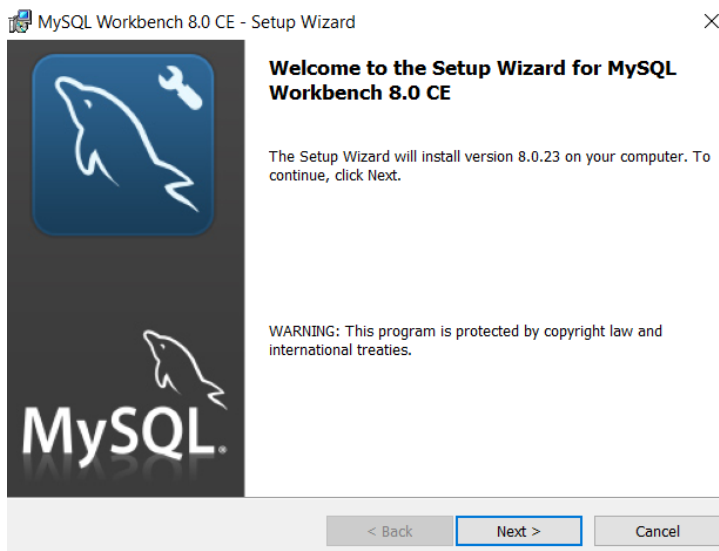 MySQL Workbench 8.0 CE - Setup Wizard
Welcome to the Setup Wizard for MySQL
Workbench 8.0 CE
The Setup Wizard will install version 8.0.23 on your computer. To
continue, click Next.
WARNING: This program is protected by copyright law and
international treaties.
MySQL®
< Back
Next >
Cancel